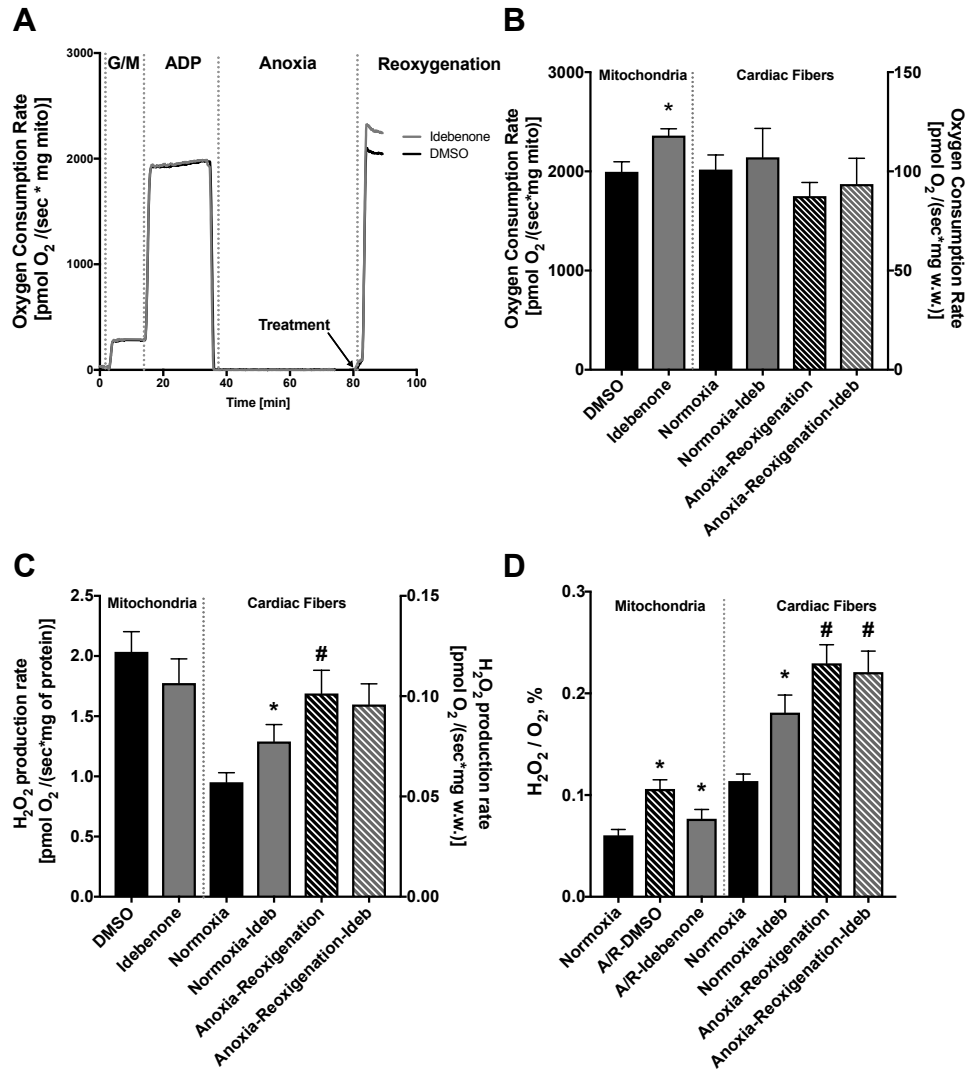 A
G/M
ADP
Anoxia
Reoxygenation
3000
2000
1000
0
Oxygen Consumption Rate
[pmol O2 /(sec * mg mito)]
Idebenone
DMSO
Treatment
0
20
40
60
80
100
Time [min]
B
Mitochondria
Cardiac Fibers
3000
2000
1000
0
Oxygen Consumption Rate
[pmol O2 /(sec*mg mito)]
*
150
100
50
0
Oxygen Consumption Rate
[pmol O2 /(sec*mg w.w.)]
DMSO
Idebenone
Normoxia
Normoxia-Ideb
Anoxia-Reoxigenation
Anoxia-Reoxygenation-Ideb
C
Mitochondria
Cardiac Fibers
2.5
2.0
1.5
1.0
0.5
0.0
H2O2 production rate
[pmol O2 /(sec*mg of protein)]
*
#
0.15
0.10
0.05
0.00
H2O2 production rate
[pmol O2 /(sec*mg w.w.)]
DMSO
Idebenone
Normoxia
Normoxia-Ideb
Anoxia-Reoxigenation
Anoxia-Reoxigenation-Ideb
D
Mitochondria
Cardiac Fibers
0.3
0.2
0.1
0.0
H2O2 / O2, %
*
*
*
#
#
Normoxia
A/R-DMSO
A/R-Idebenone
Normoxia
Normoxia-Ideb
Anoxia-Reoxigenation
Anoxia-Reoxygenation-Ideb